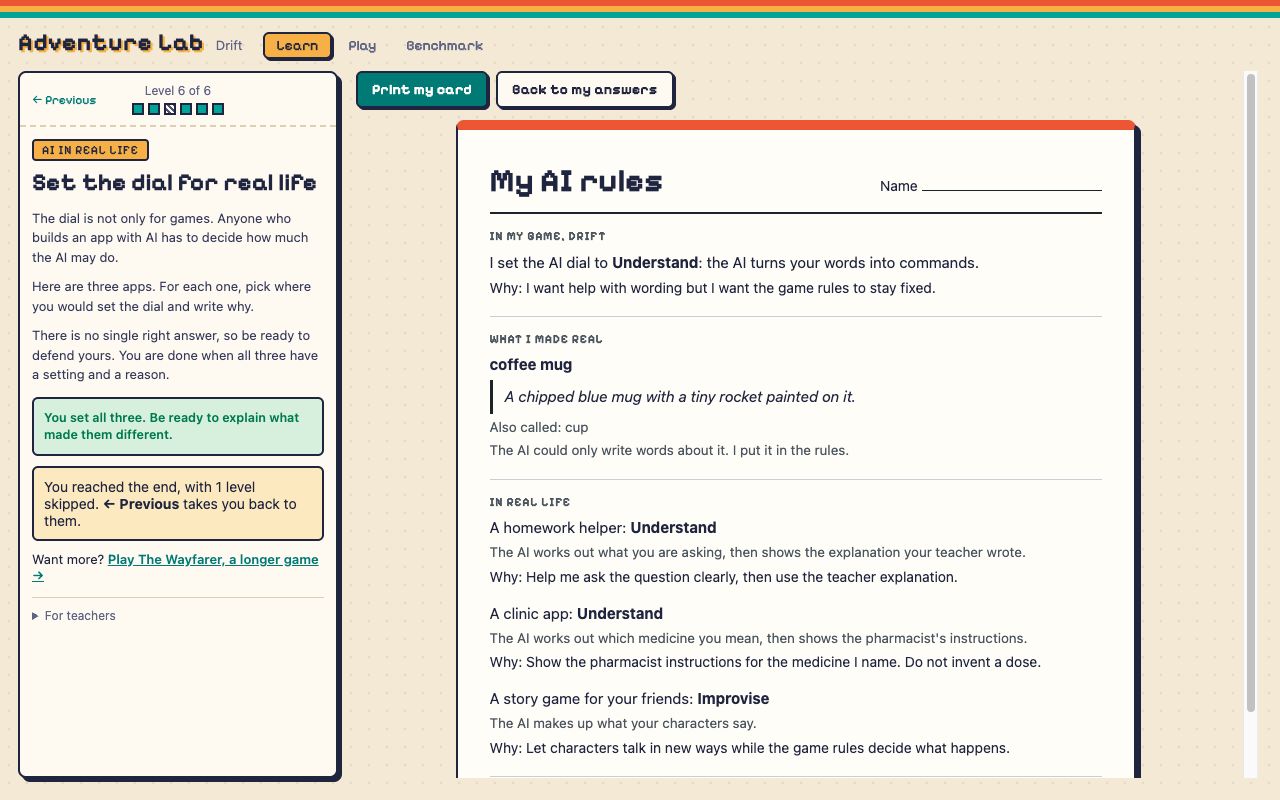 Adventure Lab Drift Learn Play Benchmark
← Previous
Level 6 of 6
AI IN REAL LIFE
Set the dial for real life
The dial is not only for games. Anyone who
builds an app with AI has to decide how much
the AI may do.
Here are three apps. For each one, pick where
you would set the dial and write why.
There is no single right answer, so be ready to
defend yours. You are done when all three have
a setting and a reason.
You set all three. Be ready to explain what
made them different.
You reached the end, with 1 level
skipped. ← Previous takes you back to
them.
Want more? Play The Wayfarer, a longer game
→
For teachers
Print my card
Back to my answers
My AI rules
Name
IN MY GAME, DRIFT
I set the AI dial to Understand: the AI turns your words into commands.
Why: I want help with wording but I want the game rules to stay fixed.
WHAT I MADE REAL
coffee mug
A chipped blue mug with a tiny rocket painted on it.
Also called: cup
The AI could only write words about it. I put it in the rules.
IN REAL LIFE
A homework helper: Understand
The AI works out what you are asking, then shows the explanation your teacher wrote.
Why: Help me ask the question clearly, then use the teacher explanation.
A clinic app: Understand
The AI works out which medicine you mean, then shows the pharmacist's instructions.
Why: Show the pharmacist instructions for the medicine I name. Do not invent a dose.
A story game for your friends: Improvise
The AI makes up what your characters say.
Why: Let characters talk in new ways while the game rules decide what happens.